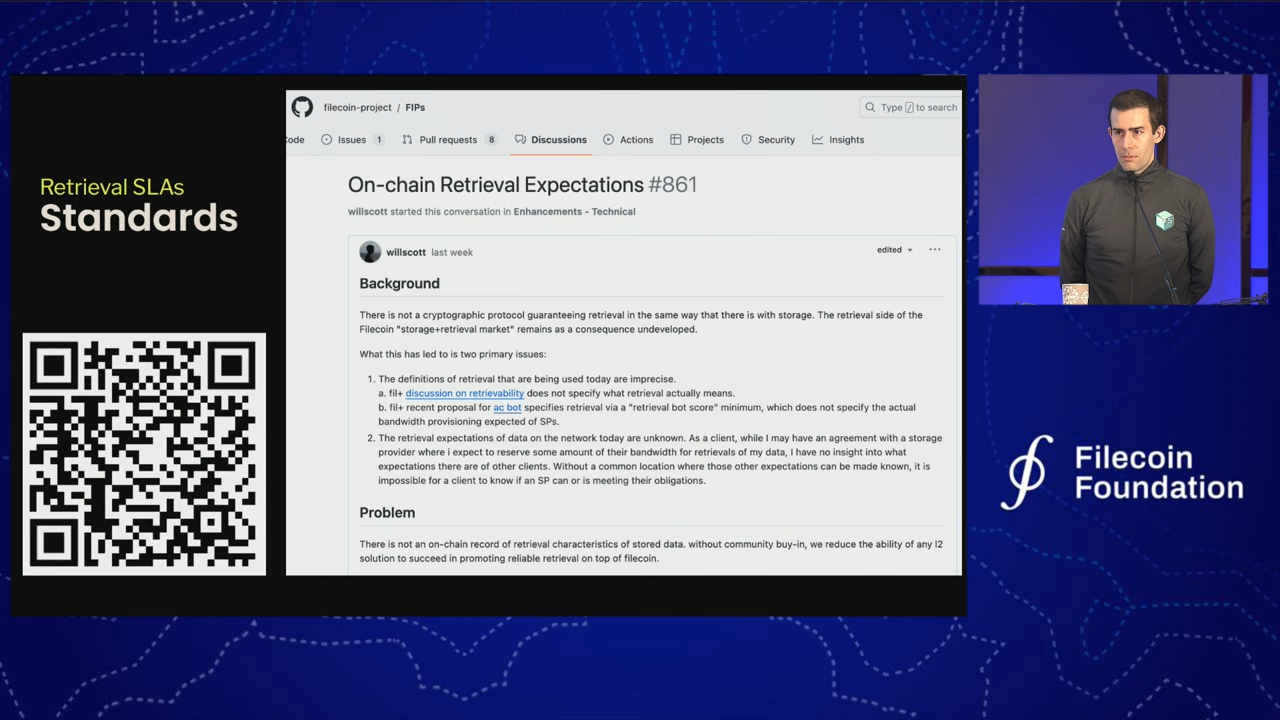 Retrieval SLAs
Standards
filecoin-project / FIPs
Type / to search
Code
Issues 1
Pull requests 8
Discussions
Actions
Projects
Security
Insights
On-chain Retrieval Expectations #861
willscott started this conversation in Enhancements - Technical
willscott last week
edited
Background
There is not a cryptographic protocol guaranteeing retrieval in the same way that there is with storage. The retrieval side of the
Filecoin "storage+retrieval market" remains as a consequence undeveloped.
What this has led to is two primary issues:
1. The definitions of retrieval that are being used today are imprecise.
a. fil+ discussion on retrievability does not specify what retrieval actually means.
b. fil+ recent proposal for ac bot specifies retrieval via a "retrieval bot score" minimum, which does not specify the actual
bandwidth provisioning expected of SPs.
2. The retrieval expectations of data on the network today are unknown. As a client, while I may have an agreement with a storage
provider where i expect to reserve some amount of their bandwidth for retrievals of my data, I have no insight into what
expectations there are of other clients. Without a common location where those other expectations can be made known, it is
impossible for a client to know if an SP can or is meeting their obligations.
Problem
There is not an on-chain record of retrieval characteristics of stored data. without community buy-in, we reduce the ability of any l2
solution to succeed in promoting reliable retrieval on top of filecoin.
Filecoin
Foundation